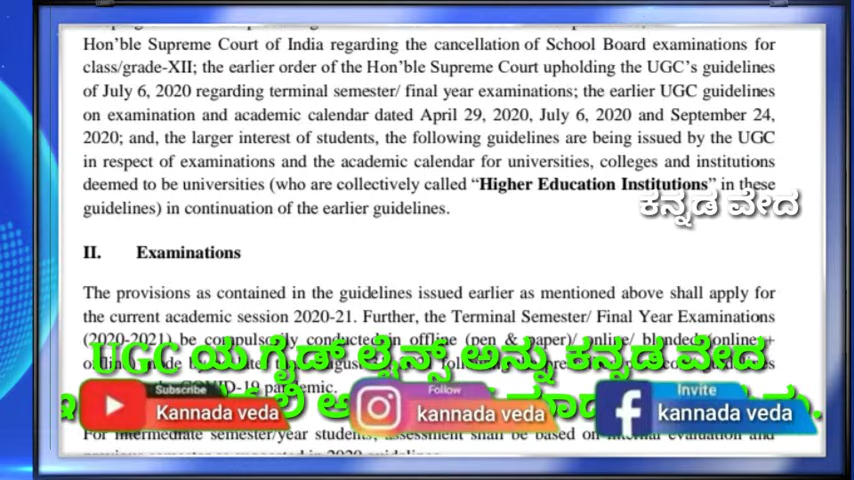 Hon'ble Supreme Court of India regarding the cancellation of School Board examinations for
class/grade-XII; the earlier order of the Hon'ble Supreme Court upholding the UGC's guidelines
of July 6, 2020 regarding terminal semester/ final year examinations; the earlier UGC guidelines
on examination and academic calendar dated April 29, 2020, July 6, 2020 and September 24,
2020; and, the larger interest of students, the following guidelines are being issued by the UGC
in respect of examinations and the academic calendar for universities, colleges and institutions
deemed to be universities (who are collectively called “Higher Education Institutions” in these
guidelines) in continuation of the earlier guidelines.
ಕನ್ನಡ ವೇದ
II. Examinations
The provisions as contained in the guidelines issued earlier as mentioned above shall apply for
the current academic session 2020-21. Further, the Terminal Semester/ Final Year Examinations
(2020-2021) be compulsorily conducted in offline (pen & paper)/ online/ blended (online +
UGC ಯ ಗೈಡ್ ಲೈನ್ಸ್ ಅನ್ನು ಕನ್ನಡ ವೇದ
pandemic.
Subscribe
Kannada veda
Follow
kannada veda
Invite
kannada veda
For intermediate semester/year students, assessment shall be based on internal evaluation and